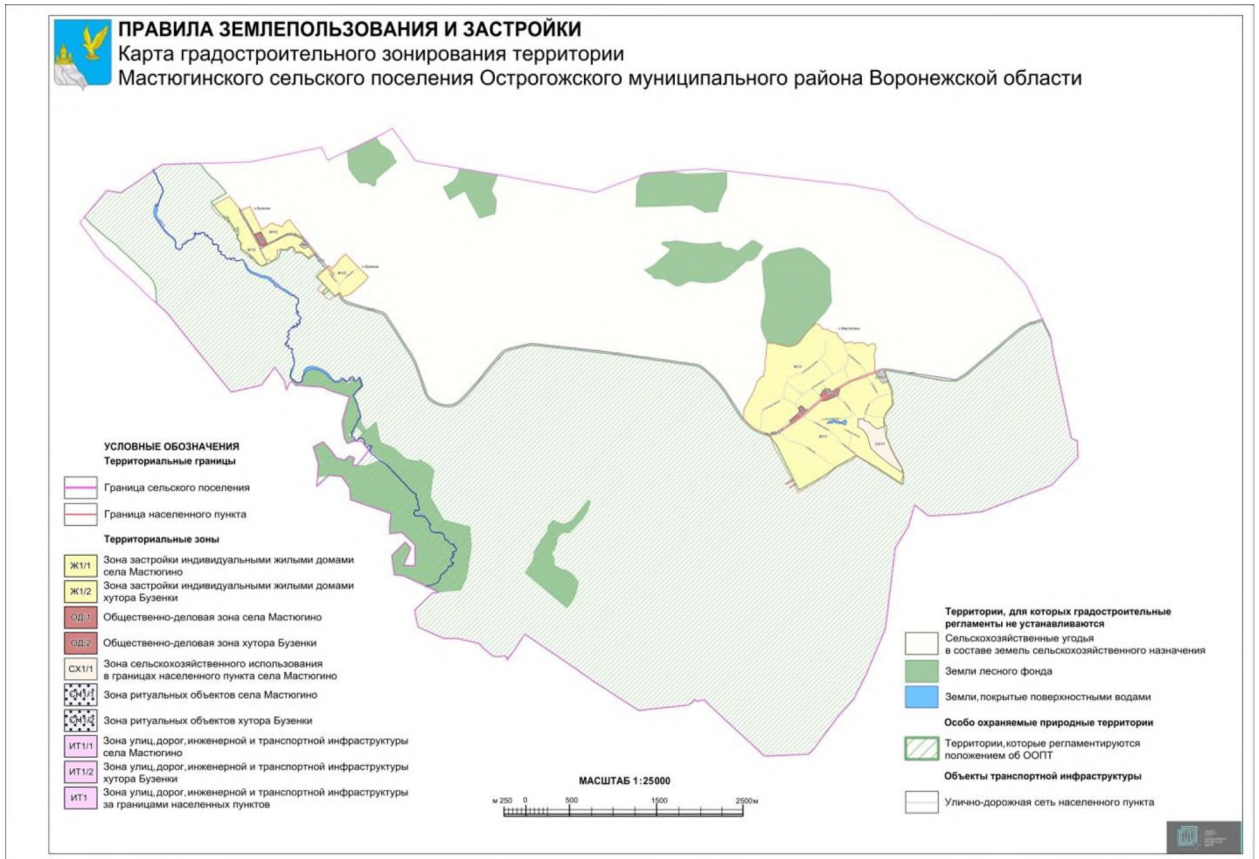 ПРАВИЛА ЗЕМЛЕПОЛЬЗОВАНИЯ И ЗАСТРОЙКИ
Карта градостроительного зонирования территории
Мастюгинского сельского поселения Острогожского муниципального района Воронежской области
УСЛОВНЫЕ ОБОЗНАЧЕНИЯ
Территориальные границы
Граница сельского поселения
Граница населенного пункта
Территориальные зоны
Ж1/1 Зона застройки индивидуальными жилыми домами
села Мастюгино
Ж1/2 Зона застройки индивидуальными жилыми домами
хутора Бузенки
ОД/1 Общественно-деловая зона села Мастюгино
ОД/2 Общественно-деловая зона хутора Бузенки
СХ1/1 Зона сельскохозяйственного использования
в границах населенного пункта села Мастюгино
СН1/1 Зона ритуальных объектов села Мастюгино
СН1/2 Зона ритуальных объектов хутора Бузенки
ИТ1/1 Зона улиц,дорог,инженерной и транспортной инфраструктуры
села Мастюгино
ИТ1/2 Зона улиц,дорог,инженерной и транспортной инфраструктуры
хутора Бузенки
ИТ1 Зона улиц,дорог,инженерной и транспортной инфраструктуры
за границами населенных пунктов
МАСШТАБ 1:25000
м 250 0 500 1500 2500м
Территории, для которых градостроительные
регламенты не устанавливаются
Сельскохозяйственные угодья
в составе земель сельскохозяйственного назначения
Земли лесного фонда
Земли,покрытые поверхностными водами
Особо охраняемые природные территории
Территории,которые регламентируются
положением об ООПТ
Объекты транспортной инфраструктуры
Улично-дорожная сеть населенного пункта